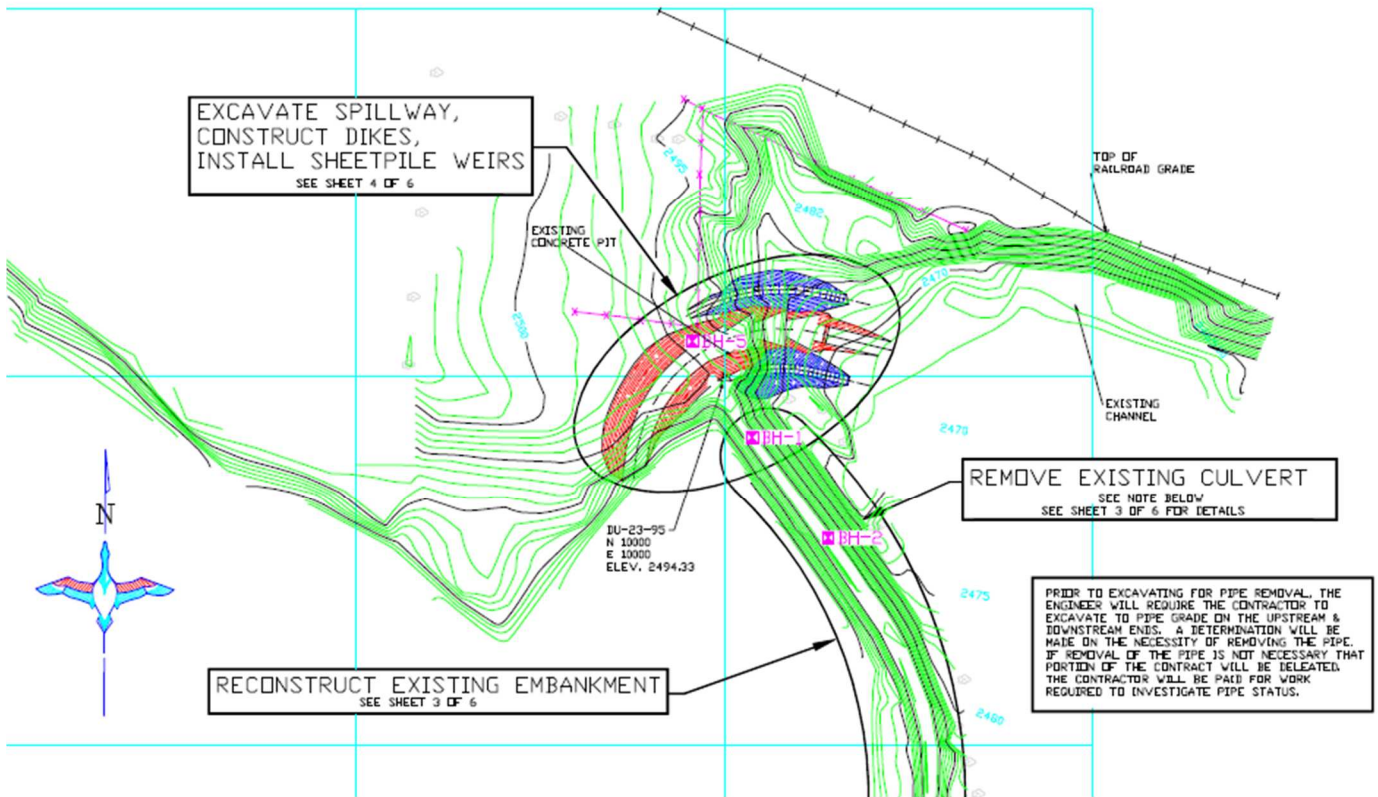 EXCAVATE SPILLWAY,
CONSTRUCT DIKES,
INSTALL SHEETPILE WEIRS
SEE SHEET 4 OF 6
2495
TOP OF
RAILROAD GRADE
2482
EXISTING
CONCRETE PIT
2470
2500
BH-5
EXISTING
CHANNEL
2470
BH-1
REMOVE EXISTING CULVERT
SEE NOTE BELOW
SEE SHEET 3 OF 6 FOR DETAILS
N
DU-23-95
N 10000
E 10000
ELEV. 2494.33
BH-2
2475
PRIOR TO EXCAVATING FOR PIPE REMOVAL, THE
ENGINEER WILL REQUIRE THE CONTRACTOR TO
EXCAVATE TO PIPE GRADE ON THE UPSTREAM &
DOWNSTREAM ENDS. A DETERMINATION WILL BE
MADE ON THE NECESSITY OF REMOVING THE PIPE.
IF REMOVAL OF THE PIPE IS NOT NECESSARY THAT
PORTION OF THE CONTRACT WILL BE DELEATED.
THE CONTRACTOR WILL BE PAID FOR WORK
REQUIRED TO INVESTIGATE PIPE STATUS.
RECONSTRUCT EXISTING EMBANKMENT
SEE SHEET 3 OF 6
2480